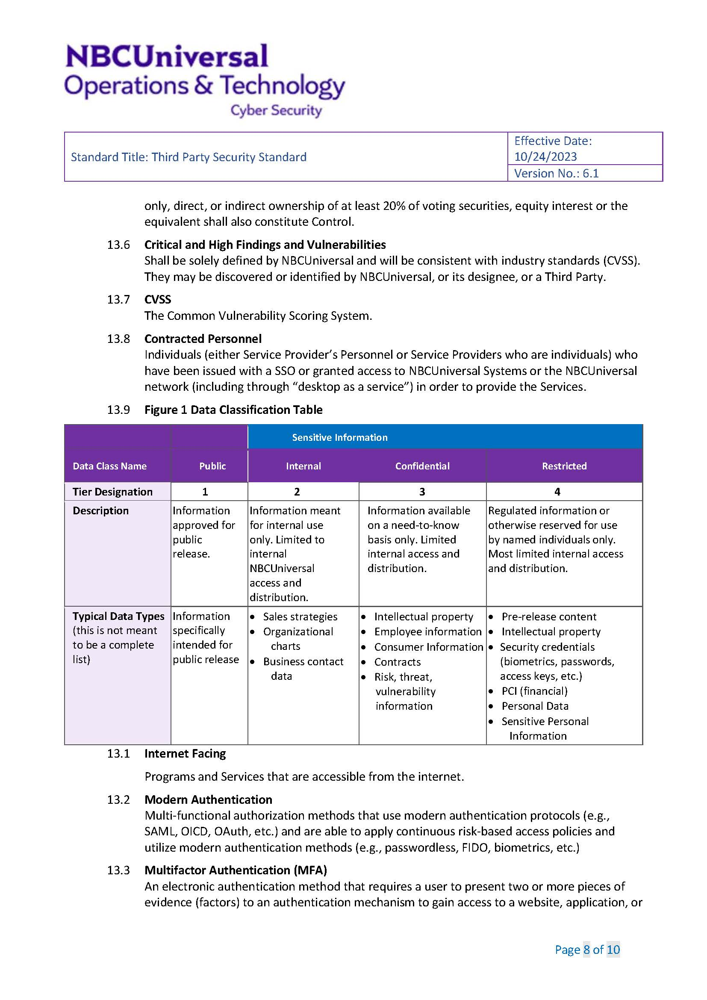 NBCUniversal
Operations & Technology
Cyber Security
Standard Title: Third Party Security Standard
Effective Date:
10/24/2023
Version No.: 6.1
only, direct, or indirect ownership of at least 20% of voting securities, equity interest or the
equivalent shall also constitute Control.
13.6 Critical and High Findings and Vulnerabilities
Shall be solely defined by NBCUniversal and will be consistent with industry standards (CVSS).
They may be discovered or identified by NBCUniversal, or its designee, or a Third Party.
13.7 CVSS
The Common Vulnerability Scoring System.
13.8 Contracted Personnel
Individuals (either Service Provider’s Personnel or Service Providers who are individuals) who
have been issued with a SSO or granted access to NBCUniversal Systems or the NBCUniversal
network (including through “desktop as a service”) in order to provide the Services.
13.9 Figure 1 Data Classification Table
Sensitive Information
Data Class Name Public Internal Confidential Restricted
Tier Designation 1 2 3 4
Description
Information
approved for
public
release.
Information meant
for internal use
only. Limited to
internal
NBCUniversal
access and
distribution.
Information available
on a need-to-know
basis only. Limited
internal access and
distribution.
Regulated information or
otherwise reserved for use
by named individuals only.
Most limited internal access
and distribution.
Typical Data Types
(this is not meant
to be a complete
list)
Information
specifically
intended for
public release
• Sales strategies
• Organizational
charts
• Business contact
data
• Intellectual property
• Employee information
• Consumer Information
• Contracts
• Risk, threat,
vulnerability
information
• Pre-release content
• Intellectual property
• Security credentials
(biometrics, passwords,
access keys, etc.)
• PCI (financial)
• Personal Data
• Sensitive Personal
Information
13.1 Internet Facing
Programs and Services that are accessible from the internet.
13.2 Modern Authentication
Multi-functional authorization methods that use modern authentication protocols (e.g.,
SAML, OICD, OAuth, etc.) and are able to apply continuous risk-based access policies and
utilize modern authentication methods (e.g., passwordless, FIDO, biometrics, etc.)
13.3 Multifactor Authentication (MFA)
An electronic authentication method that requires a user to present two or more pieces of
evidence (factors) to an authentication mechanism to gain access to a website, application, or
Page 8 of 10